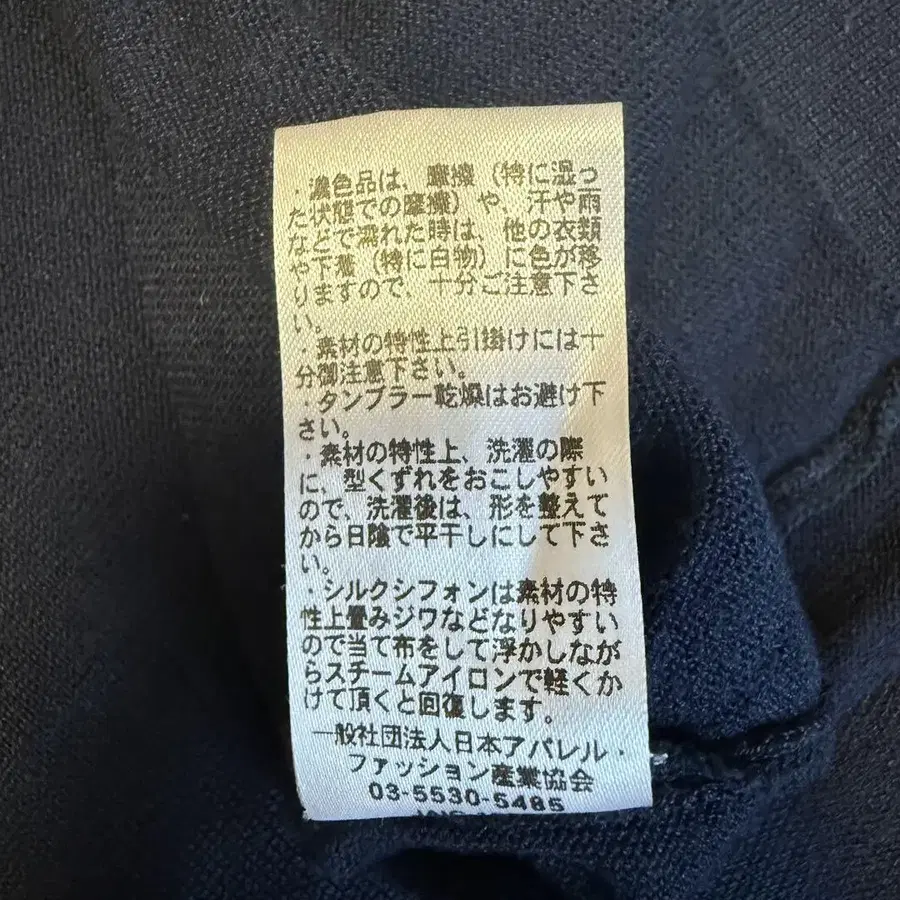 ・濃色品は、摩擦（特に湿っ
た状態での摩擦）や、汗や雨
などで濡れた時は、他の衣類
や下着（特に白物）に色が移
りますので、十分ご注意下さ
い。
・素材の特性上引掛けには十
分御注意下さい。
・タンブラー乾燥はお避け下
さい。
・素材の特性上、洗濯の際
に、型くずれをおこしやすい
ので、洗濯後は、形を整えて
から日陰で平干しにして下さ
い。
・シルクシフォンは素材の特
性上畳みジワなどなりやすい
ので当て布をして浮かしなが
らスチームアイロンで軽くか
けて頂くと回復します。
一般社団法人日本アパレル・
ファッション産業協会
03-5530-5485